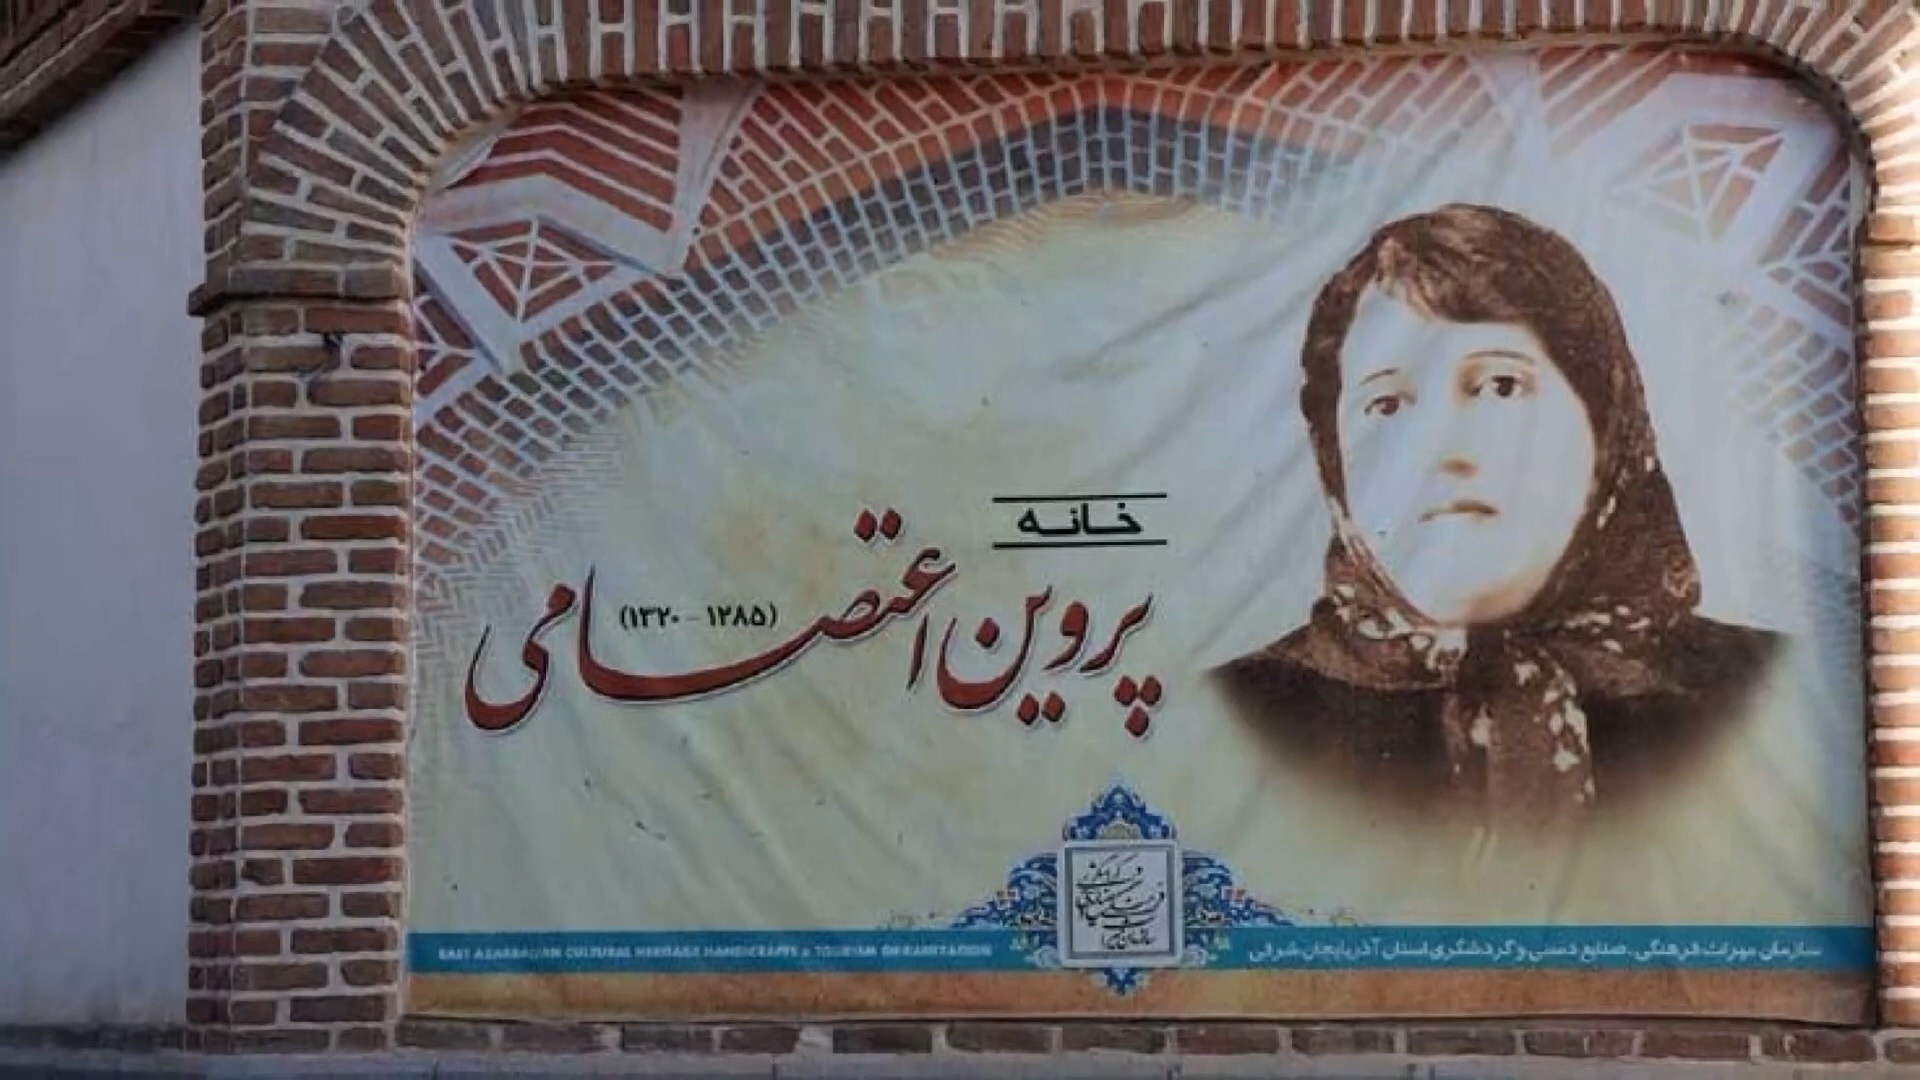 خانه
پروین اعتصامی
(۱۲۸۵ - ۱۳۲۰)
سازمان میراث فرهنگی، صنایع دستی و گردشگری استان آذربایجان شرقی
EAST AZARBAIJAN CULTURAL HERITAGE HANDICRAFTS & TOURISM ORGANIZATION